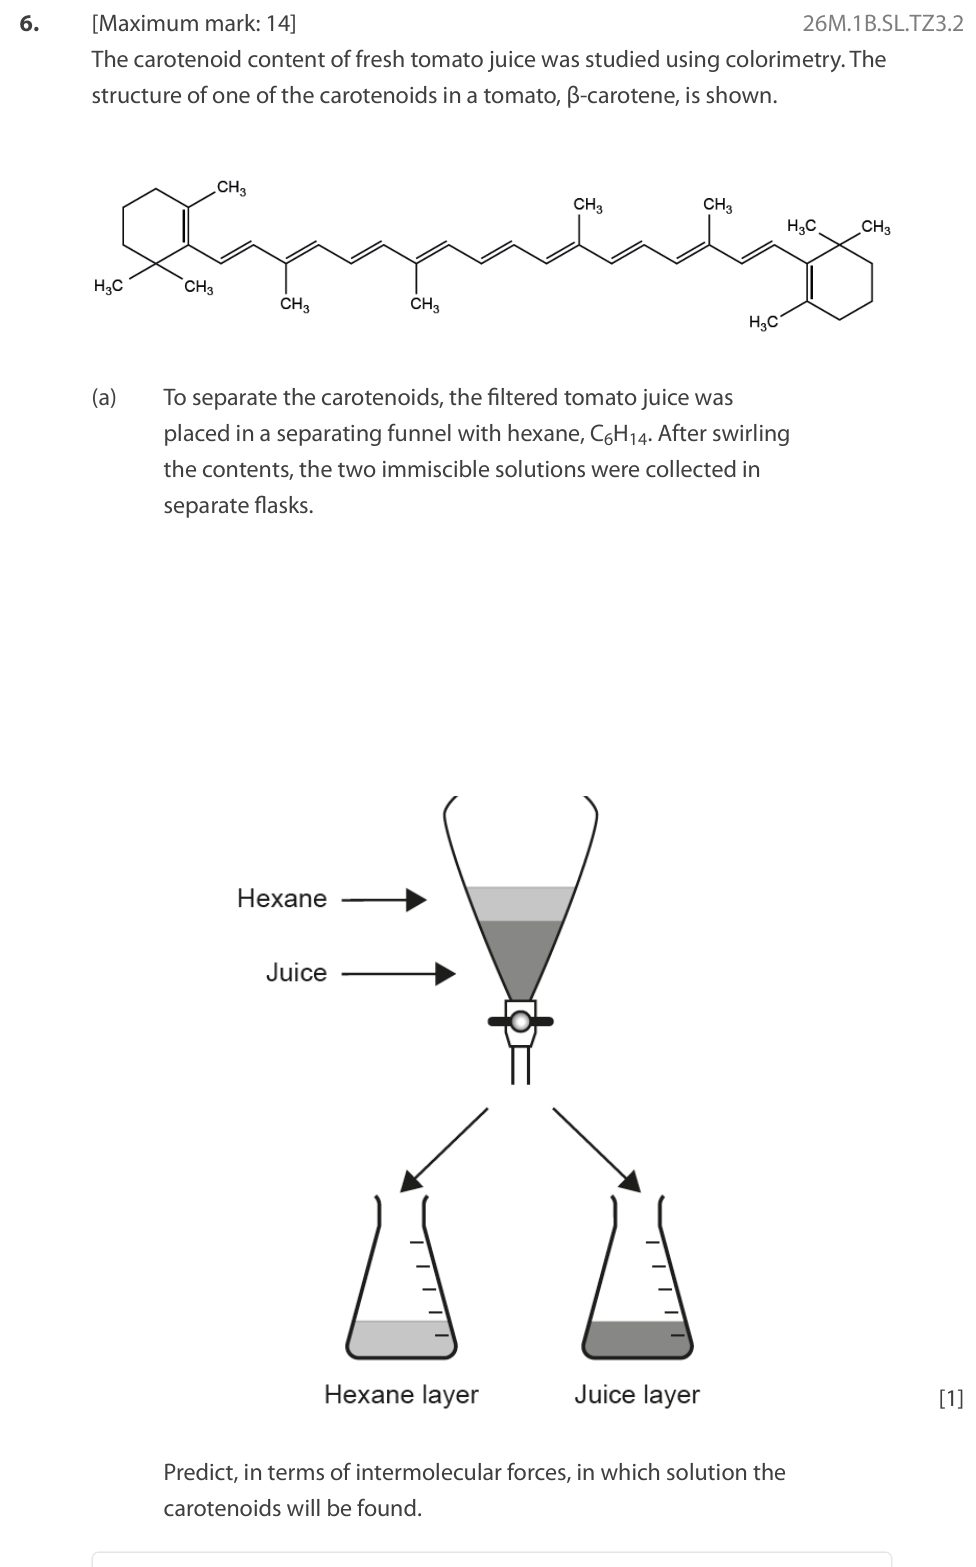 6. [Maximum mark: 14] 26M.1B.SL.TZ3.2
The carotenoid content of fresh tomato juice was studied using colorimetry. The
structure of one of the carotenoids in a tomato, β-carotene, is shown.
CH₃
CH₃
CH₃
H₃C
CH₃
H₃C
CH₃
CH₃
CH₃
H₃C
(a) To separate the carotenoids, the filtered tomato juice was
placed in a separating funnel with hexane, C₆H₁₄. After swirling
the contents, the two immiscible solutions were collected in
separate flasks.
Hexane
Juice
Hexane layer
Juice layer
[1]
Predict, in terms of intermolecular forces, in which solution the
carotenoids will be found.